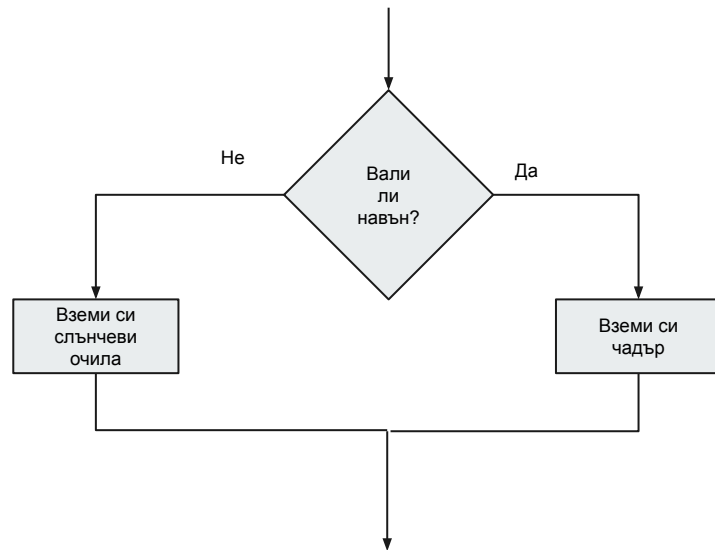 Не
Вали
ли
навън?
Да
Вземи си
слънчеви
очила
Вземи си
чадър